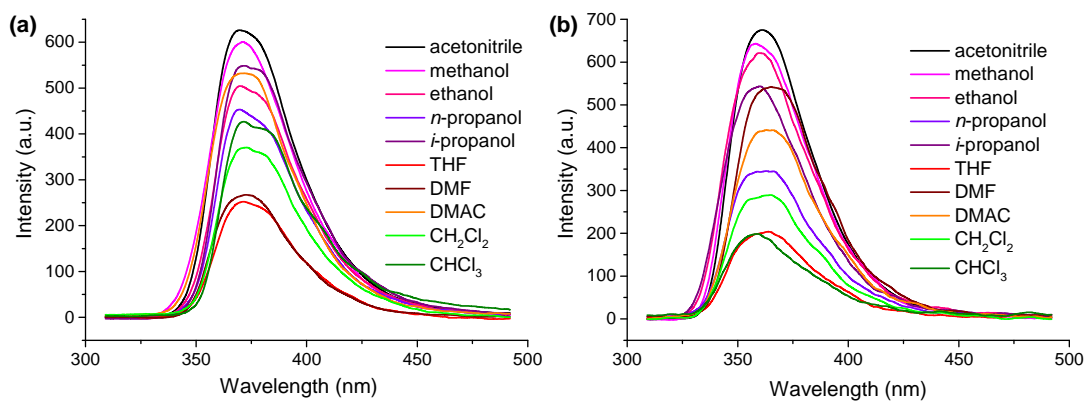 (a)
600
500
400
300
200
100
0
Intensity (a.u.)
acetonitrile
methanol
ethanol
n-propanol
i-propanol
THF
DMF
DMAC
CH₂Cl₂
CHCl₃
300 350 400 450 500
Wavelength (nm)
(b)
700
600
500
400
300
200
100
0
Intensity (a.u.)
acetonitrile
methanol
ethanol
n-propanol
i-propanol
THF
DMF
DMAC
CH₂Cl₂
CHCl₃
300 350 400 450 500
Wavelength (nm)